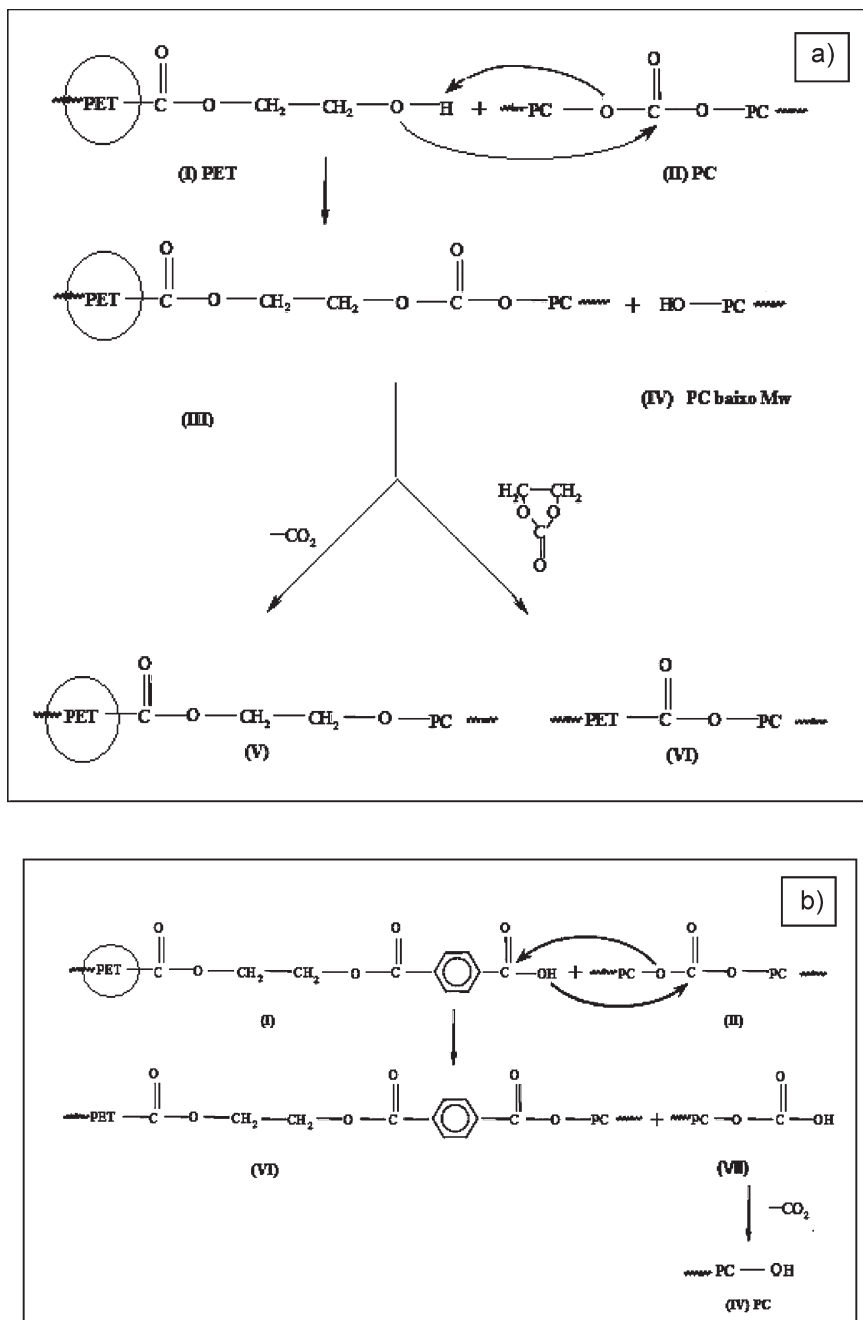 a)
O O
PET C O CH2 CH2 O H + PC O C O PC
(I) PET (II) PC
O O
PET C O CH2 CH2 O C O PC + HO PC
(III) (IV) PC baixo Mw
H2C CH2
O O
C
O
–CO2
O O
PET C O CH2 CH2 O PC PET C O PC
(V) (VI)
b)
O O O O
PET C O CH2 CH2 O C C OH + PC O C O PC
(I) (II)
O O O O
PET C O CH2 CH2 O C C O PC + PC O C OH
(VI) (VII)
–CO2
PC OH
(IV) PC